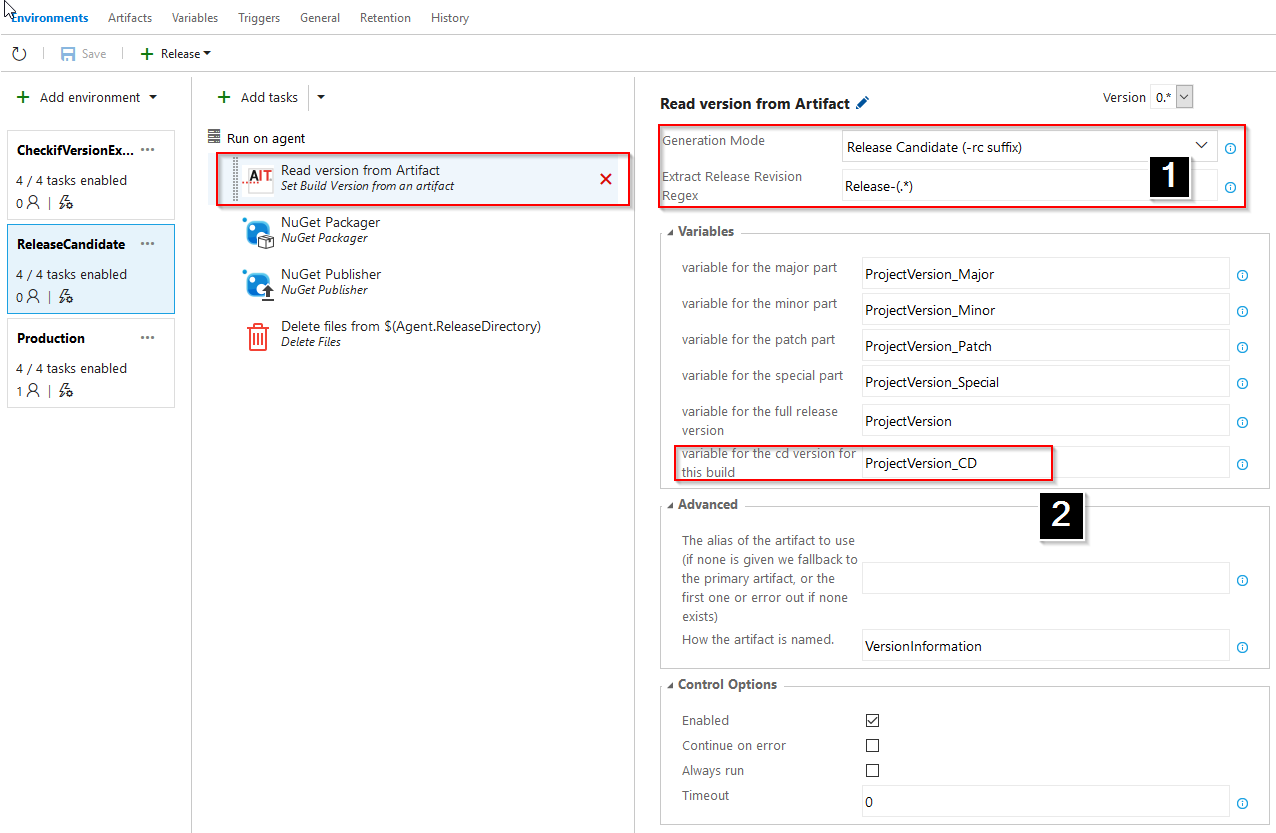 Environments Artifacts Variables Triggers General Retention History
Save + Release
+ Add environment
CheckifVersionEx... ...
4 / 4 tasks enabled
0
ReleaseCandidate ...
4 / 4 tasks enabled
0
Production ...
4 / 4 tasks enabled
1
+ Add tasks
Run on agent
AIT
Read version from Artifact
Set Build Version from an artifact
NuGet Packager
NuGet Packager
NuGet Publisher
NuGet Publisher
Delete files from $(Agent.ReleaseDirectory)
Delete Files
Read version from Artifact
Version 0.*
Generation Mode Release Candidate (-rc suffix)
Extract Release Revision
Regex Release-(.*)
1
Variables
variable for the major part ProjectVersion_Major
variable for the minor part ProjectVersion_Minor
variable for the patch part ProjectVersion_Patch
variable for the special part ProjectVersion_Special
variable for the full release
version ProjectVersion
variable for the cd version for
this build ProjectVersion_CD
2
Advanced
The alias of the artifact to use
(if none is given we fallback to
the primary artifact, or the
first one or error out if none
exists)
How the artifact is named. VersionInformation
Control Options
Enabled
Continue on error
Always run
Timeout 0